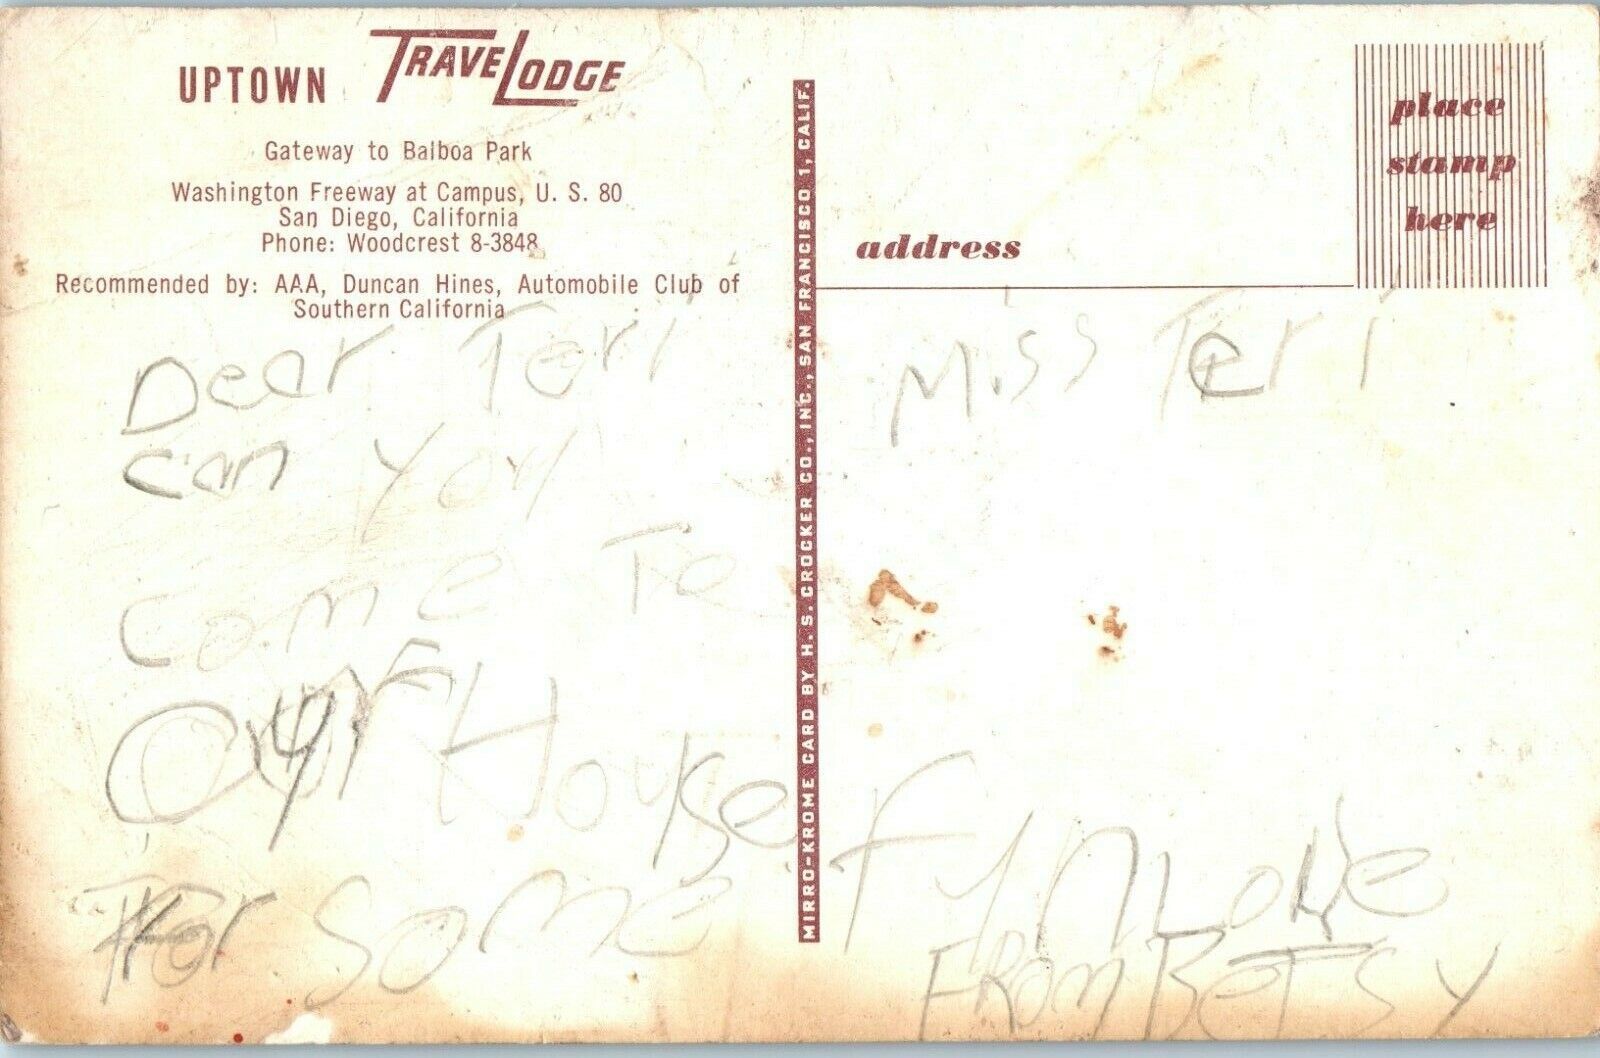 UPTOWN TRAVELODGE
Gateway to Balboa Park
Washington Freeway at Campus, U. S. 80
San Diego, California
Phone: Woodcrest 8-3848
Recommended by: AAA, Duncan Hines, Automobile Club of
Southern California
Dear Teri
can you
come To
Our House
For Some Fun Love
From Betsy
MIRRO-KROME CARD BY H. S. CROCKER CO., INC., SAN FRANCISCO 1, CALIF.
place
stamp
here
address
Miss Teri